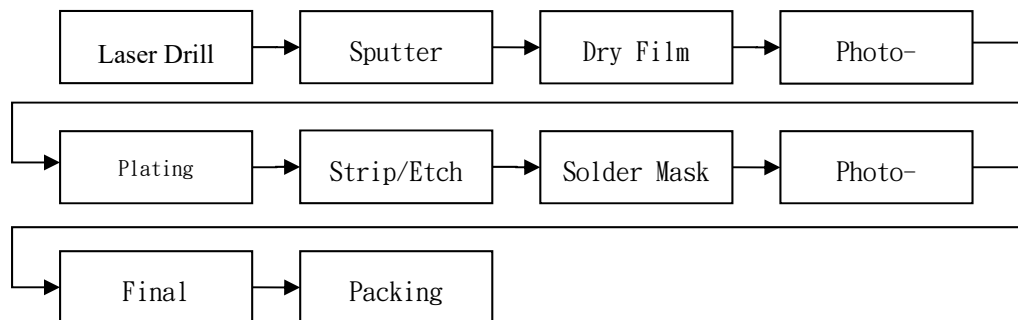 Laser Drill
Sputter
Dry Film
Photo-
Plating
Strip/Etch
Solder Mask
Photo-
Final
Packing